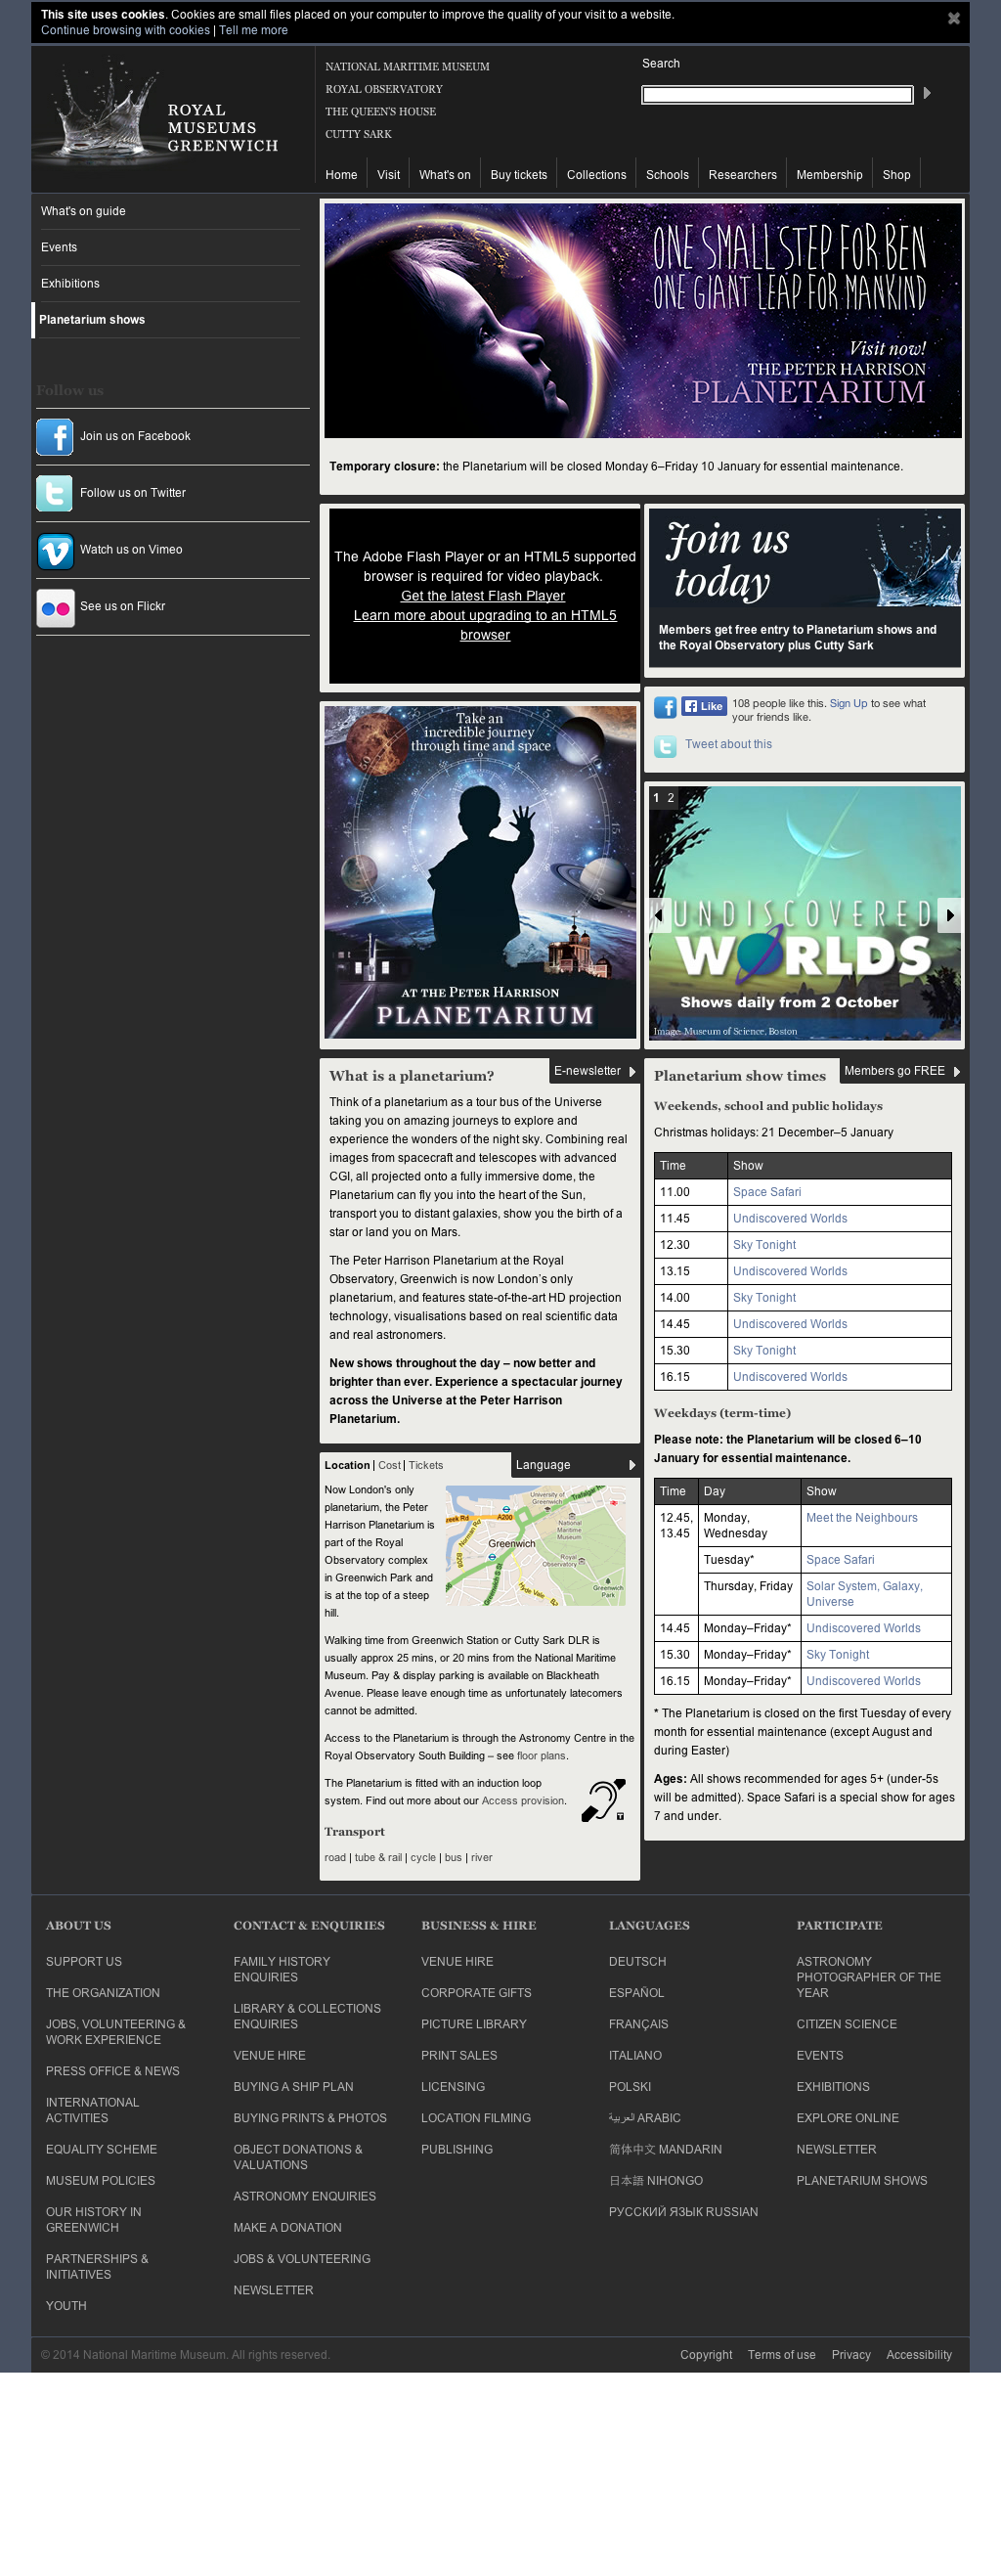 This site uses cookies. Cookies are small files placed on your computer to improve the quality of your visit to a website.
Continue browsing with cookies | Tell me more
ROYAL
MUSEUMS
GREENWICH
NATIONAL MARITIME MUSEUM
ROYAL OBSERVATORY
THE QUEEN'S HOUSE
CUTTY SARK
Search
Home
Visit
What's on
Buy tickets
Collections
Schools
Researchers
Membership
Shop
What's on guide
Events
Exhibitions
Planetarium shows
Follow us
Join us on Facebook
Follow us on Twitter
Watch us on Vimeo
See us on Flickr
ONE SMALL STEP FOR BEN
ONE GIANT LEAP FOR MANKIND
Visit now!
THE PETER HARRISON
PLANETARIUM
Temporary closure: the Planetarium will be closed Monday 6–Friday 10 January for essential maintenance.
The Adobe Flash Player or an HTML5 supported
browser is required for video playback.
Get the latest Flash Player
Learn more about upgrading to an HTML5
browser
Join us
today
Members get free entry to Planetarium shows and
the Royal Observatory plus Cutty Sark
Like
108 people like this. Sign Up to see what
your friends like.
Tweet about this
Take an
incredible journey
through time and space
45
15
AT THE PETER HARRISON
PLANETARIUM
1 2
UNDISCOVERED
WORLDS
Shows daily from 2 October
Image: Museum of Science, Boston
What is a planetarium?
E-newsletter
Think of a planetarium as a tour bus of the Universe
taking you on amazing journeys to explore and
experience the wonders of the night sky. Combining real
images from spacecraft and telescopes with advanced
CGI, all projected onto a fully immersive dome, the
Planetarium can fly you into the heart of the Sun,
transport you to distant galaxies, show you the birth of a
star or land you on Mars.
The Peter Harrison Planetarium at the Royal
Observatory, Greenwich is now London's only
planetarium, and features state-of-the-art HD projection
technology, visualisations based on real scientific data
and real astronomers.
New shows throughout the day – now better and
brighter than ever. Experience a spectacular journey
across the Universe at the Peter Harrison
Planetarium.
Location | Cost | Tickets
Language
Now London's only
planetarium, the Peter
Harrison Planetarium is
part of the Royal
Observatory complex
in Greenwich Park and
is at the top of a steep
hill.
University of
Greenwich
Trafalgar Rd
eek Rd
A200
Norman Rd
National
Maritime
Museum
Greenwich
B208
Royal
Observatory
Greenwich
Park
Hyde Vale
Greenwich High
Walking time from Greenwich Station or Cutty Sark DLR is
usually approx 25 mins, or 20 mins from the National Maritime
Museum. Pay & display parking is available on Blackheath
Avenue. Please leave enough time as unfortunately latecomers
cannot be admitted.
Access to the Planetarium is through the Astronomy Centre in the
Royal Observatory South Building – see floor plans.
The Planetarium is fitted with an induction loop
system. Find out more about our Access provision.
T
Transport
road | tube & rail | cycle | bus | river
Planetarium show times
Members go FREE
Weekends, school and public holidays
Christmas holidays: 21 December–5 January
Time Show
11.00 Space Safari
11.45 Undiscovered Worlds
12.30 Sky Tonight
13.15 Undiscovered Worlds
14.00 Sky Tonight
14.45 Undiscovered Worlds
15.30 Sky Tonight
16.15 Undiscovered Worlds
Weekdays (term-time)
Please note: the Planetarium will be closed 6–10
January for essential maintenance.
Time Day Show
12.45, Monday, Meet the Neighbours
13.45 Wednesday
Tuesday* Space Safari
Thursday, Friday Solar System, Galaxy,
Universe
14.45 Monday–Friday* Undiscovered Worlds
15.30 Monday–Friday* Sky Tonight
16.15 Monday–Friday* Undiscovered Worlds
* The Planetarium is closed on the first Tuesday of every
month for essential maintenance (except August and
during Easter)
Ages: All shows recommended for ages 5+ (under-5s
will be admitted). Space Safari is a special show for ages
7 and under.
ABOUT US
SUPPORT US
THE ORGANIZATION
JOBS, VOLUNTEERING &
WORK EXPERIENCE
PRESS OFFICE & NEWS
INTERNATIONAL
ACTIVITIES
EQUALITY SCHEME
MUSEUM POLICIES
OUR HISTORY IN
GREENWICH
PARTNERSHIPS &
INITIATIVES
YOUTH
CONTACT & ENQUIRIES
FAMILY HISTORY
ENQUIRIES
LIBRARY & COLLECTIONS
ENQUIRIES
VENUE HIRE
BUYING A SHIP PLAN
BUYING PRINTS & PHOTOS
OBJECT DONATIONS &
VALUATIONS
ASTRONOMY ENQUIRIES
MAKE A DONATION
JOBS & VOLUNTEERING
NEWSLETTER
BUSINESS & HIRE
VENUE HIRE
CORPORATE GIFTS
PICTURE LIBRARY
PRINT SALES
LICENSING
LOCATION FILMING
PUBLISHING
LANGUAGES
DEUTSCH
ESPAÑOL
FRANÇAIS
ITALIANO
POLSKI
العربية ARABIC
简体中文 MANDARIN
日本語 NIHONGO
РУССКИЙ ЯЗЫК RUSSIAN
PARTICIPATE
ASTRONOMY
PHOTOGRAPHER OF THE
YEAR
CITIZEN SCIENCE
EVENTS
EXHIBITIONS
EXPLORE ONLINE
NEWSLETTER
PLANETARIUM SHOWS
© 2014 National Maritime Museum. All rights reserved.
Copyright
Terms of use
Privacy
Accessibility